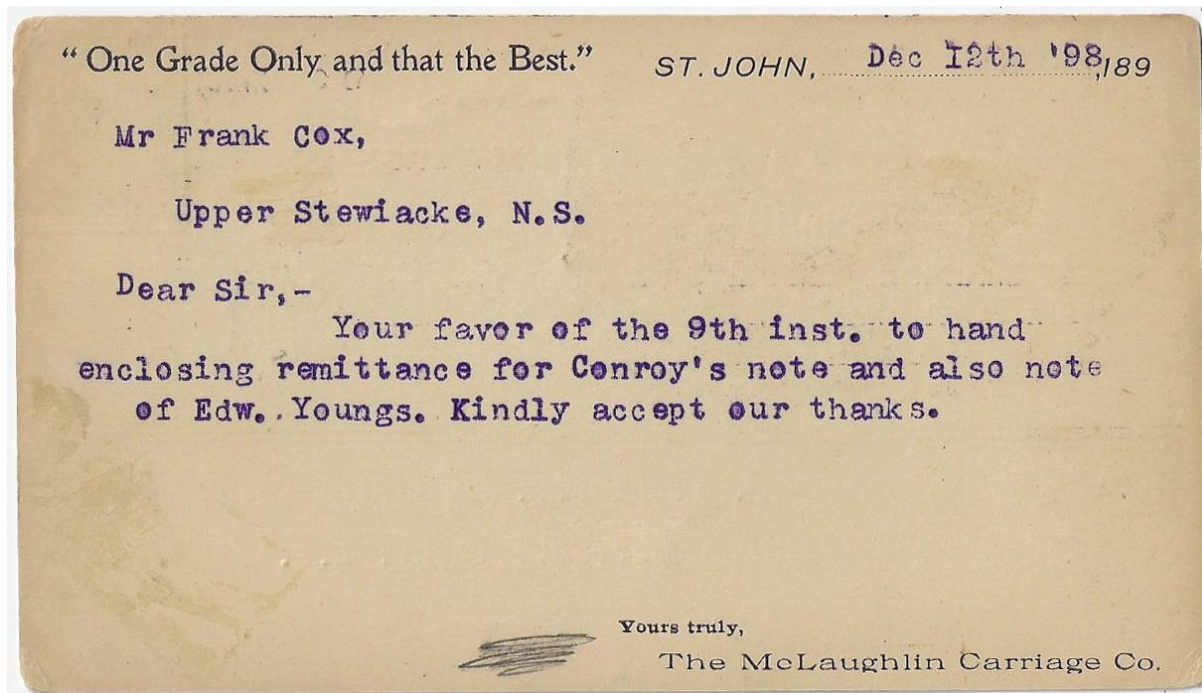 “One Grade Only and that the Best.” ST. JOHN, Dec 12th '98, 189
Mr Frank Cox,
Upper Stewiacke, N.S.
Dear Sir,-
Your favor of the 9th inst. to hand
enclosing remittance for Conroy's note and also note
of Edw. Youngs. Kindly accept our thanks.
Yours truly,
The McLaughlin Carriage Co.